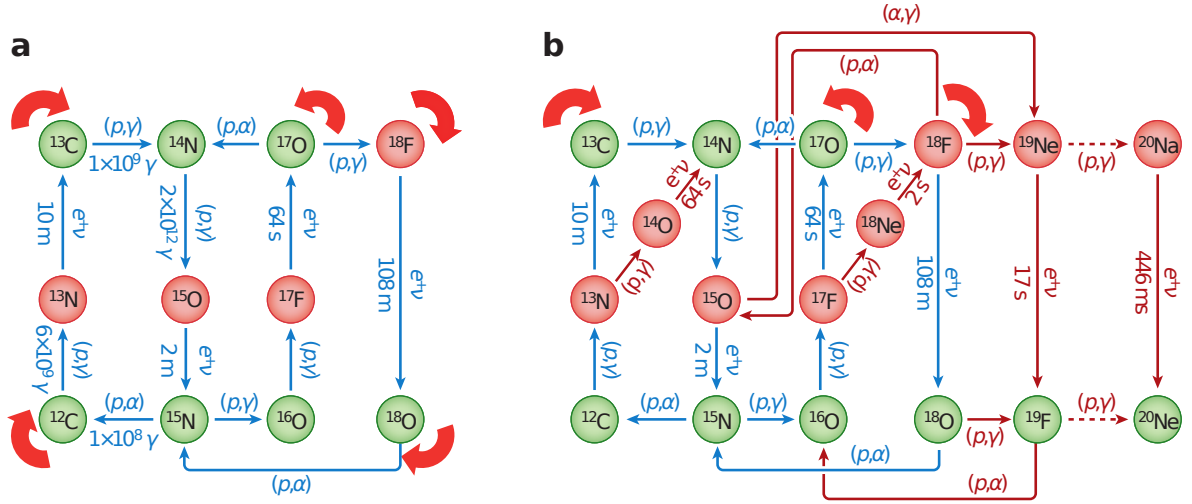 a
¹³C
(p,γ)
1×10⁹ γ
¹⁴N
(p,α)
¹⁷O
(p,γ)
¹⁸F
10 m
e⁺ν
2×10¹² γ
(p,γ)
64 s
e⁺ν
108 m
e⁺ν
¹³N
¹⁵O
¹⁷F
6×10⁹ γ
(p,γ)
2 m
e⁺ν
(p,γ)
¹²C
(p,α)
1×10⁸ γ
¹⁵N
(p,γ)
¹⁶O
¹⁸O
(p,α)
b
(α,γ)
(p,α)
¹³C
(p,γ)
¹⁴N
(p,α)
¹⁷O
(p,γ)
¹⁸F
(p,γ)
¹⁹Ne
(p,γ)
²⁰Na
10 m
e⁺ν
¹⁴O
e⁺ν
64 s
(p,γ)
(p,γ)
64 s
e⁺ν
¹⁸Ne
e⁺ν
2 s
(p,γ)
108 m
e⁺ν
17 s
e⁺ν
446 ms
e⁺ν
¹³N
¹⁵O
¹⁷F
(p,γ)
2 m
e⁺ν
(p,γ)
¹²C
(p,α)
¹⁵N
(p,γ)
¹⁶O
¹⁸O
(p,γ)
¹⁹F
(p,γ)
²⁰Ne
(p,α)
(p,α)